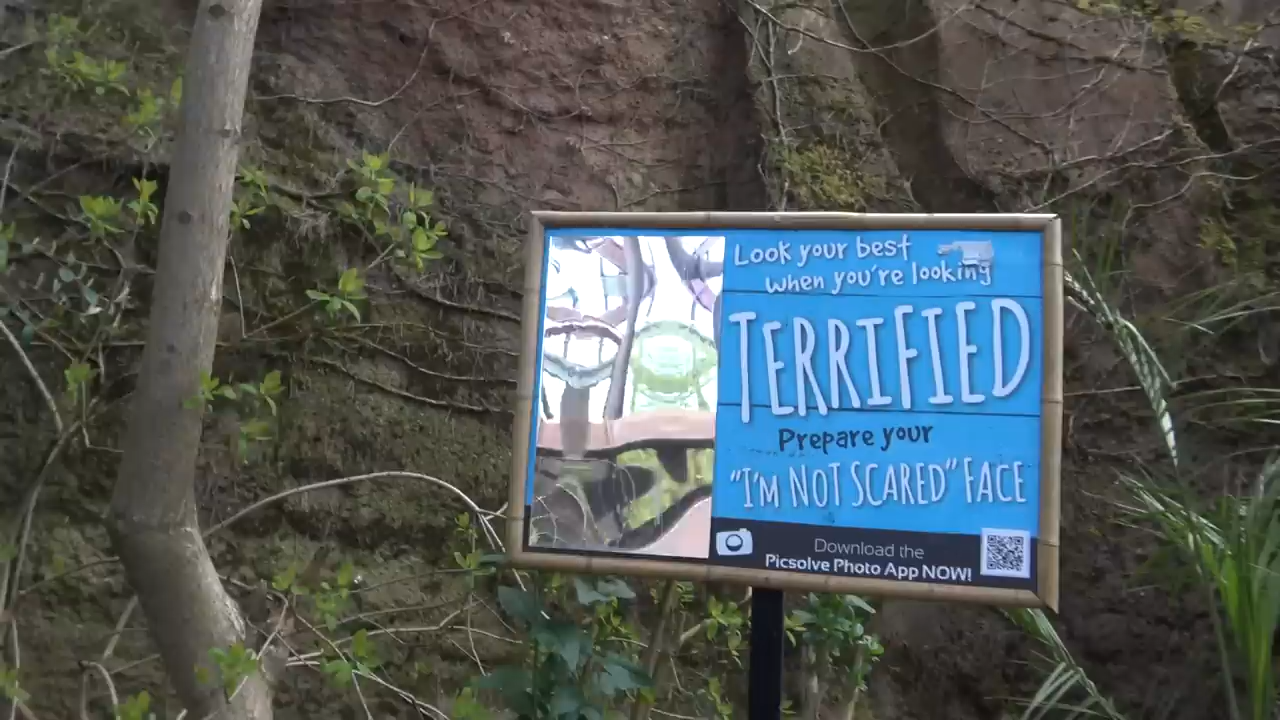 Look your best
when you're looking
TERRIFIED
Prepare your
"I'M NOT SCARED" FACE
Download the
Picsolve Photo App NOW!